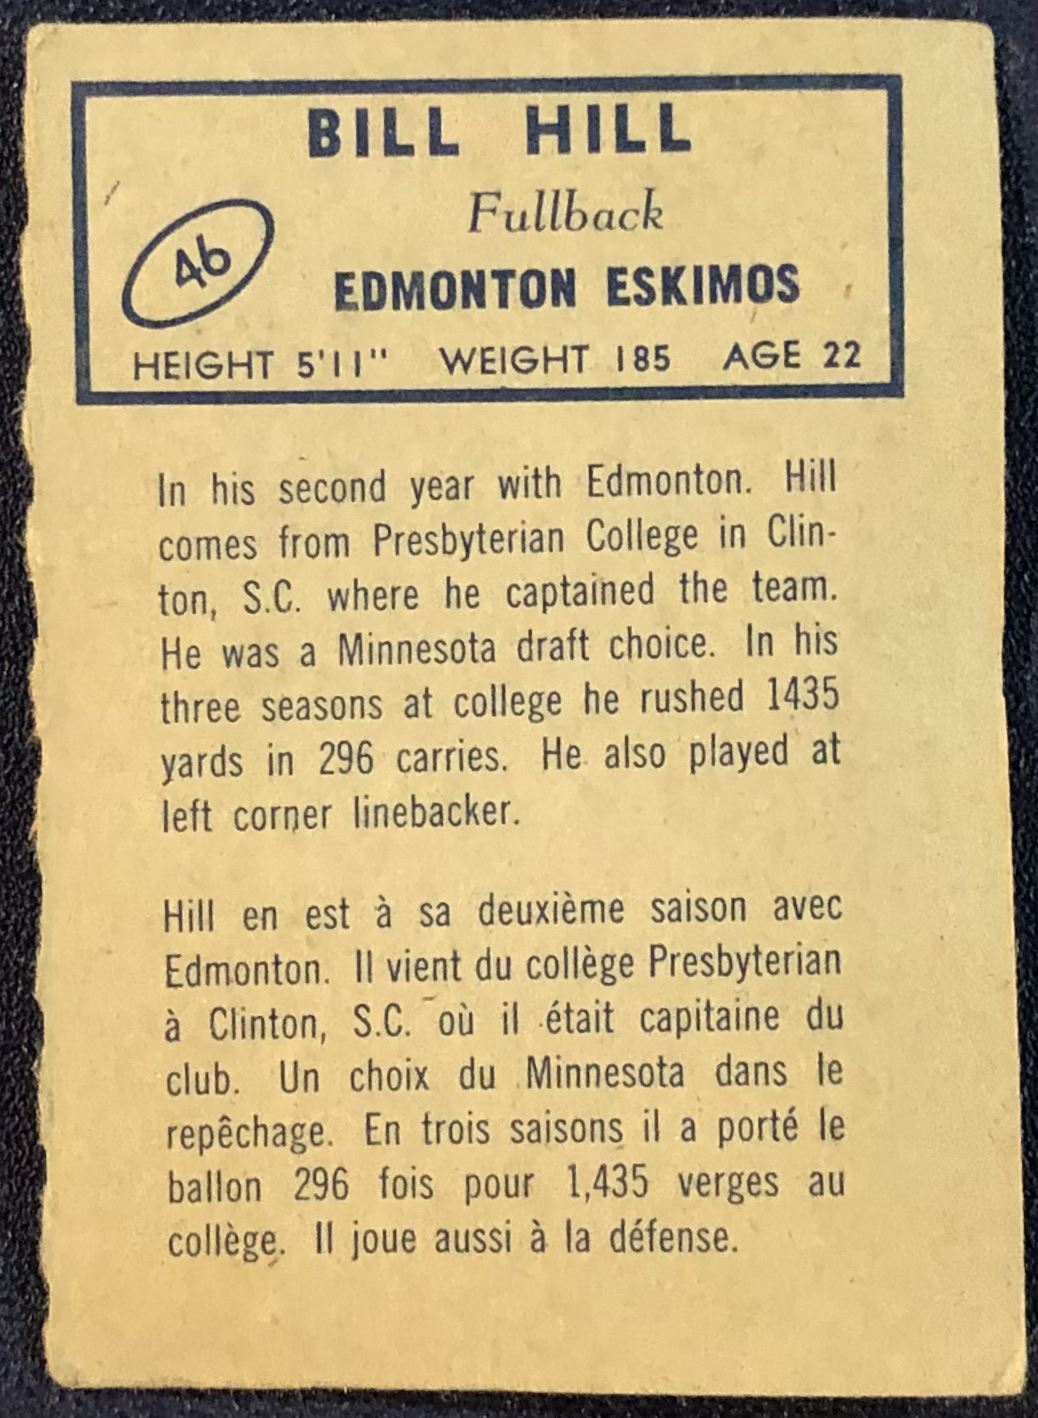 BILL HILL
Fullback
46
EDMONTON ESKIMOS
HEIGHT 5'11" WEIGHT 185 AGE 22
In his second year with Edmonton. Hill
comes from Presbyterian College in Clin-
ton, S.C. where he captained the team.
He was a Minnesota draft choice. In his
three seasons at college he rushed 1435
yards in 296 carries. He also played at
left corner linebacker.
Hill en est à sa deuxième saison avec
Edmonton. Il vient du collège Presbyterian
à Clinton, S.C. où il était capitaine du
club. Un choix du Minnesota dans le
repêchage. En trois saisons il a porté le
ballon 296 fois pour 1,435 verges au
collège. Il joue aussi à la défense.